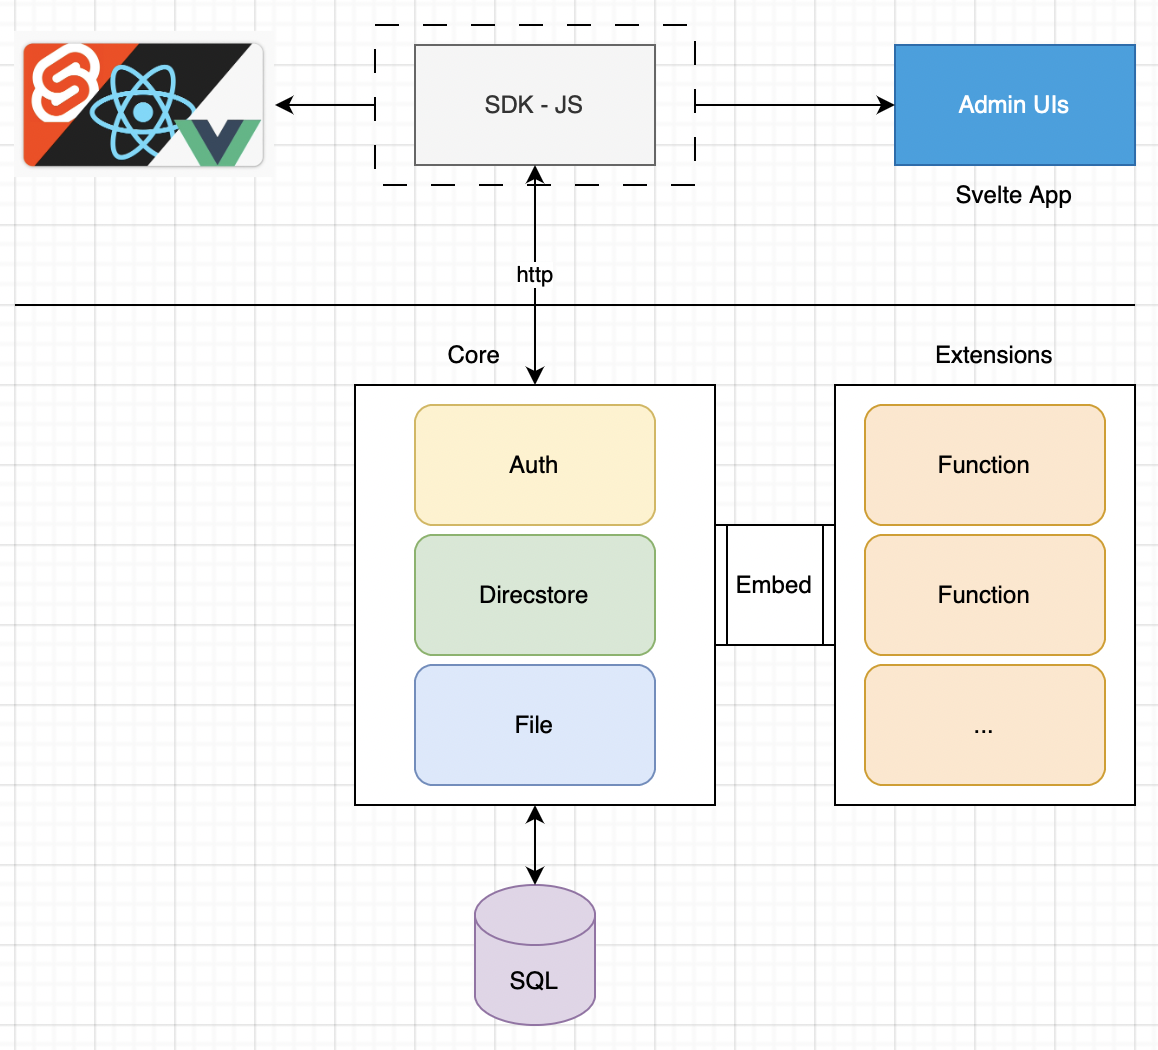 SDK - JS
Admin UIs
Svelte App
http
Core
Extensions
Auth
Function
Direcstore
Embed
Function
File
...
SQL